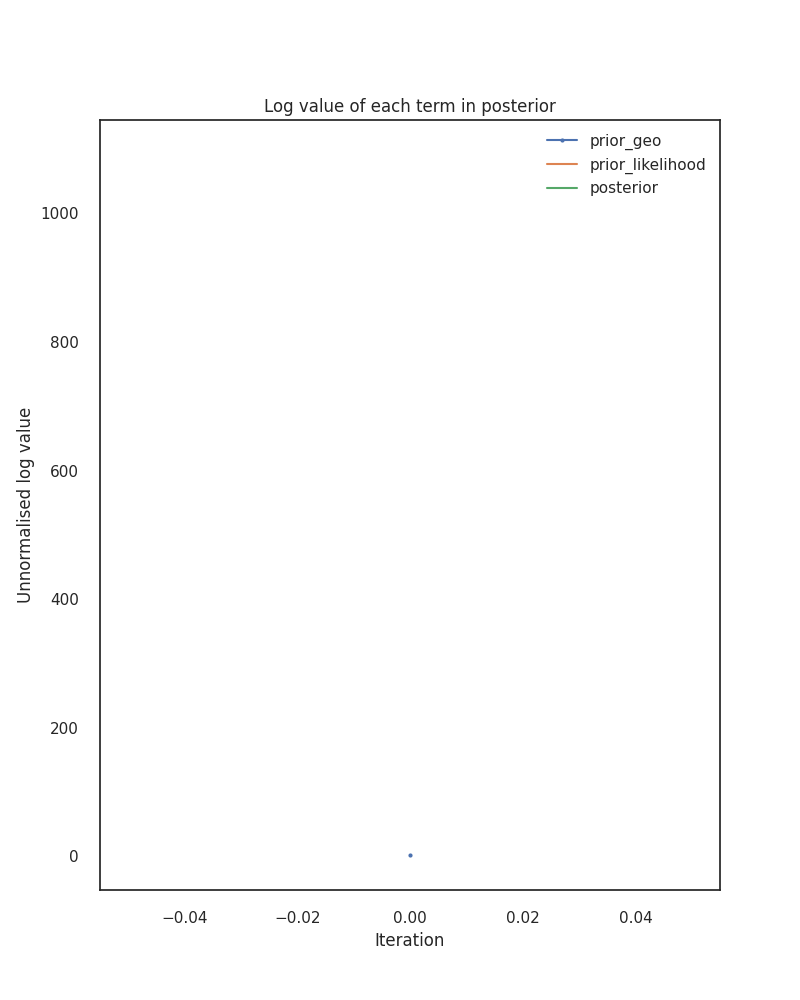 Log value of each term in posterior
prior_geo
prior_likelihood
posterior
1000
800
600
400
200
0
Unnormalised log value
−0.04
−0.02
0.00
0.02
0.04
Iteration